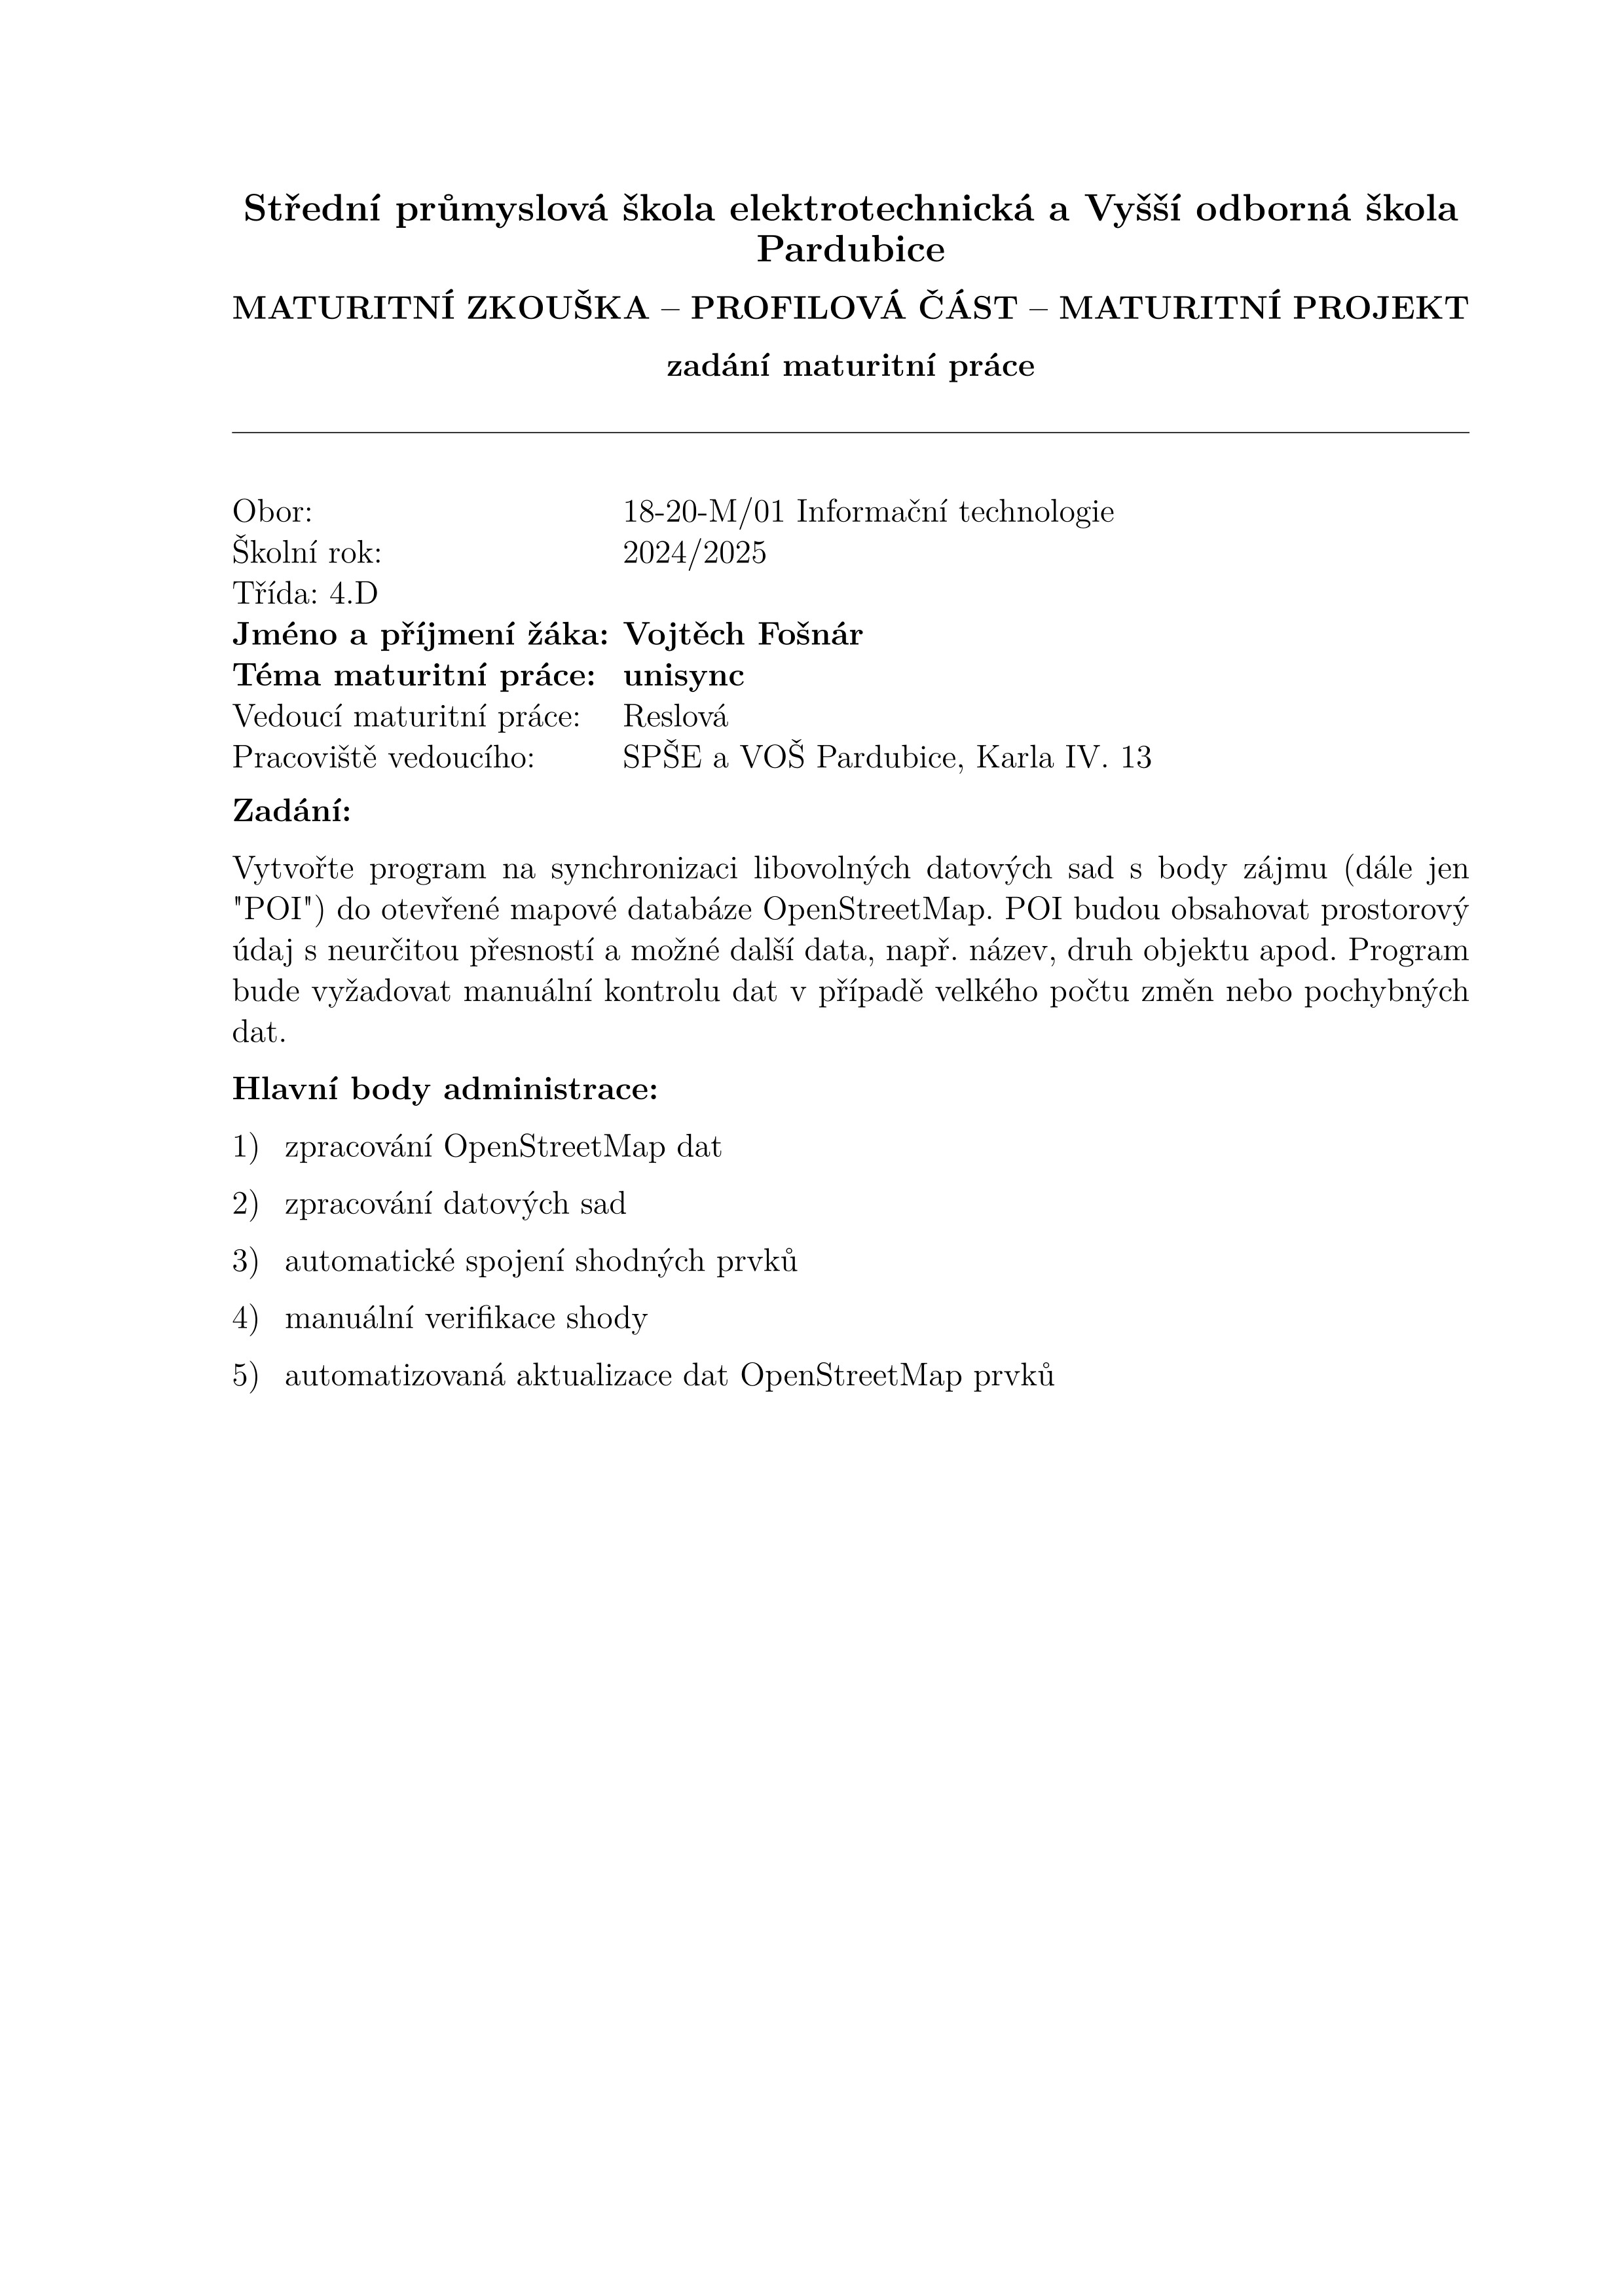 Střední průmyslová škola elektrotechnická a Vyšší odborná škola
Pardubice
MATURITNÍ ZKOUŠKA – PROFILOVÁ ČÁST – MATURITNÍ PROJEKT
zadání maturitní práce
Obor: 18-20-M/01 Informační technologie
Školní rok: 2024/2025
Třída: 4.D
Jméno a příjmení žáka: Vojtěch Fošnár
Téma maturitní práce: unisync
Vedoucí maturitní práce: Reslová
Pracoviště vedoucího: SPŠE a VOŠ Pardubice, Karla IV. 13
Zadání:
Vytvořte program na synchronizaci libovolných datových sad s body zájmu (dále jen
"POI") do otevřené mapové databáze OpenStreetMap. POI budou obsahovat prostorový
údaj s neurčitou přesností a možné další data, např. název, druh objektu apod. Program
bude vyžadovat manuální kontrolu dat v případě velkého počtu změn nebo pochybných
dat.
Hlavní body administrace:
1) zpracování OpenStreetMap dat
2) zpracování datových sad
3) automatické spojení shodných prvků
4) manuální verifikace shody
5) automatizovaná aktualizace dat OpenStreetMap prvků